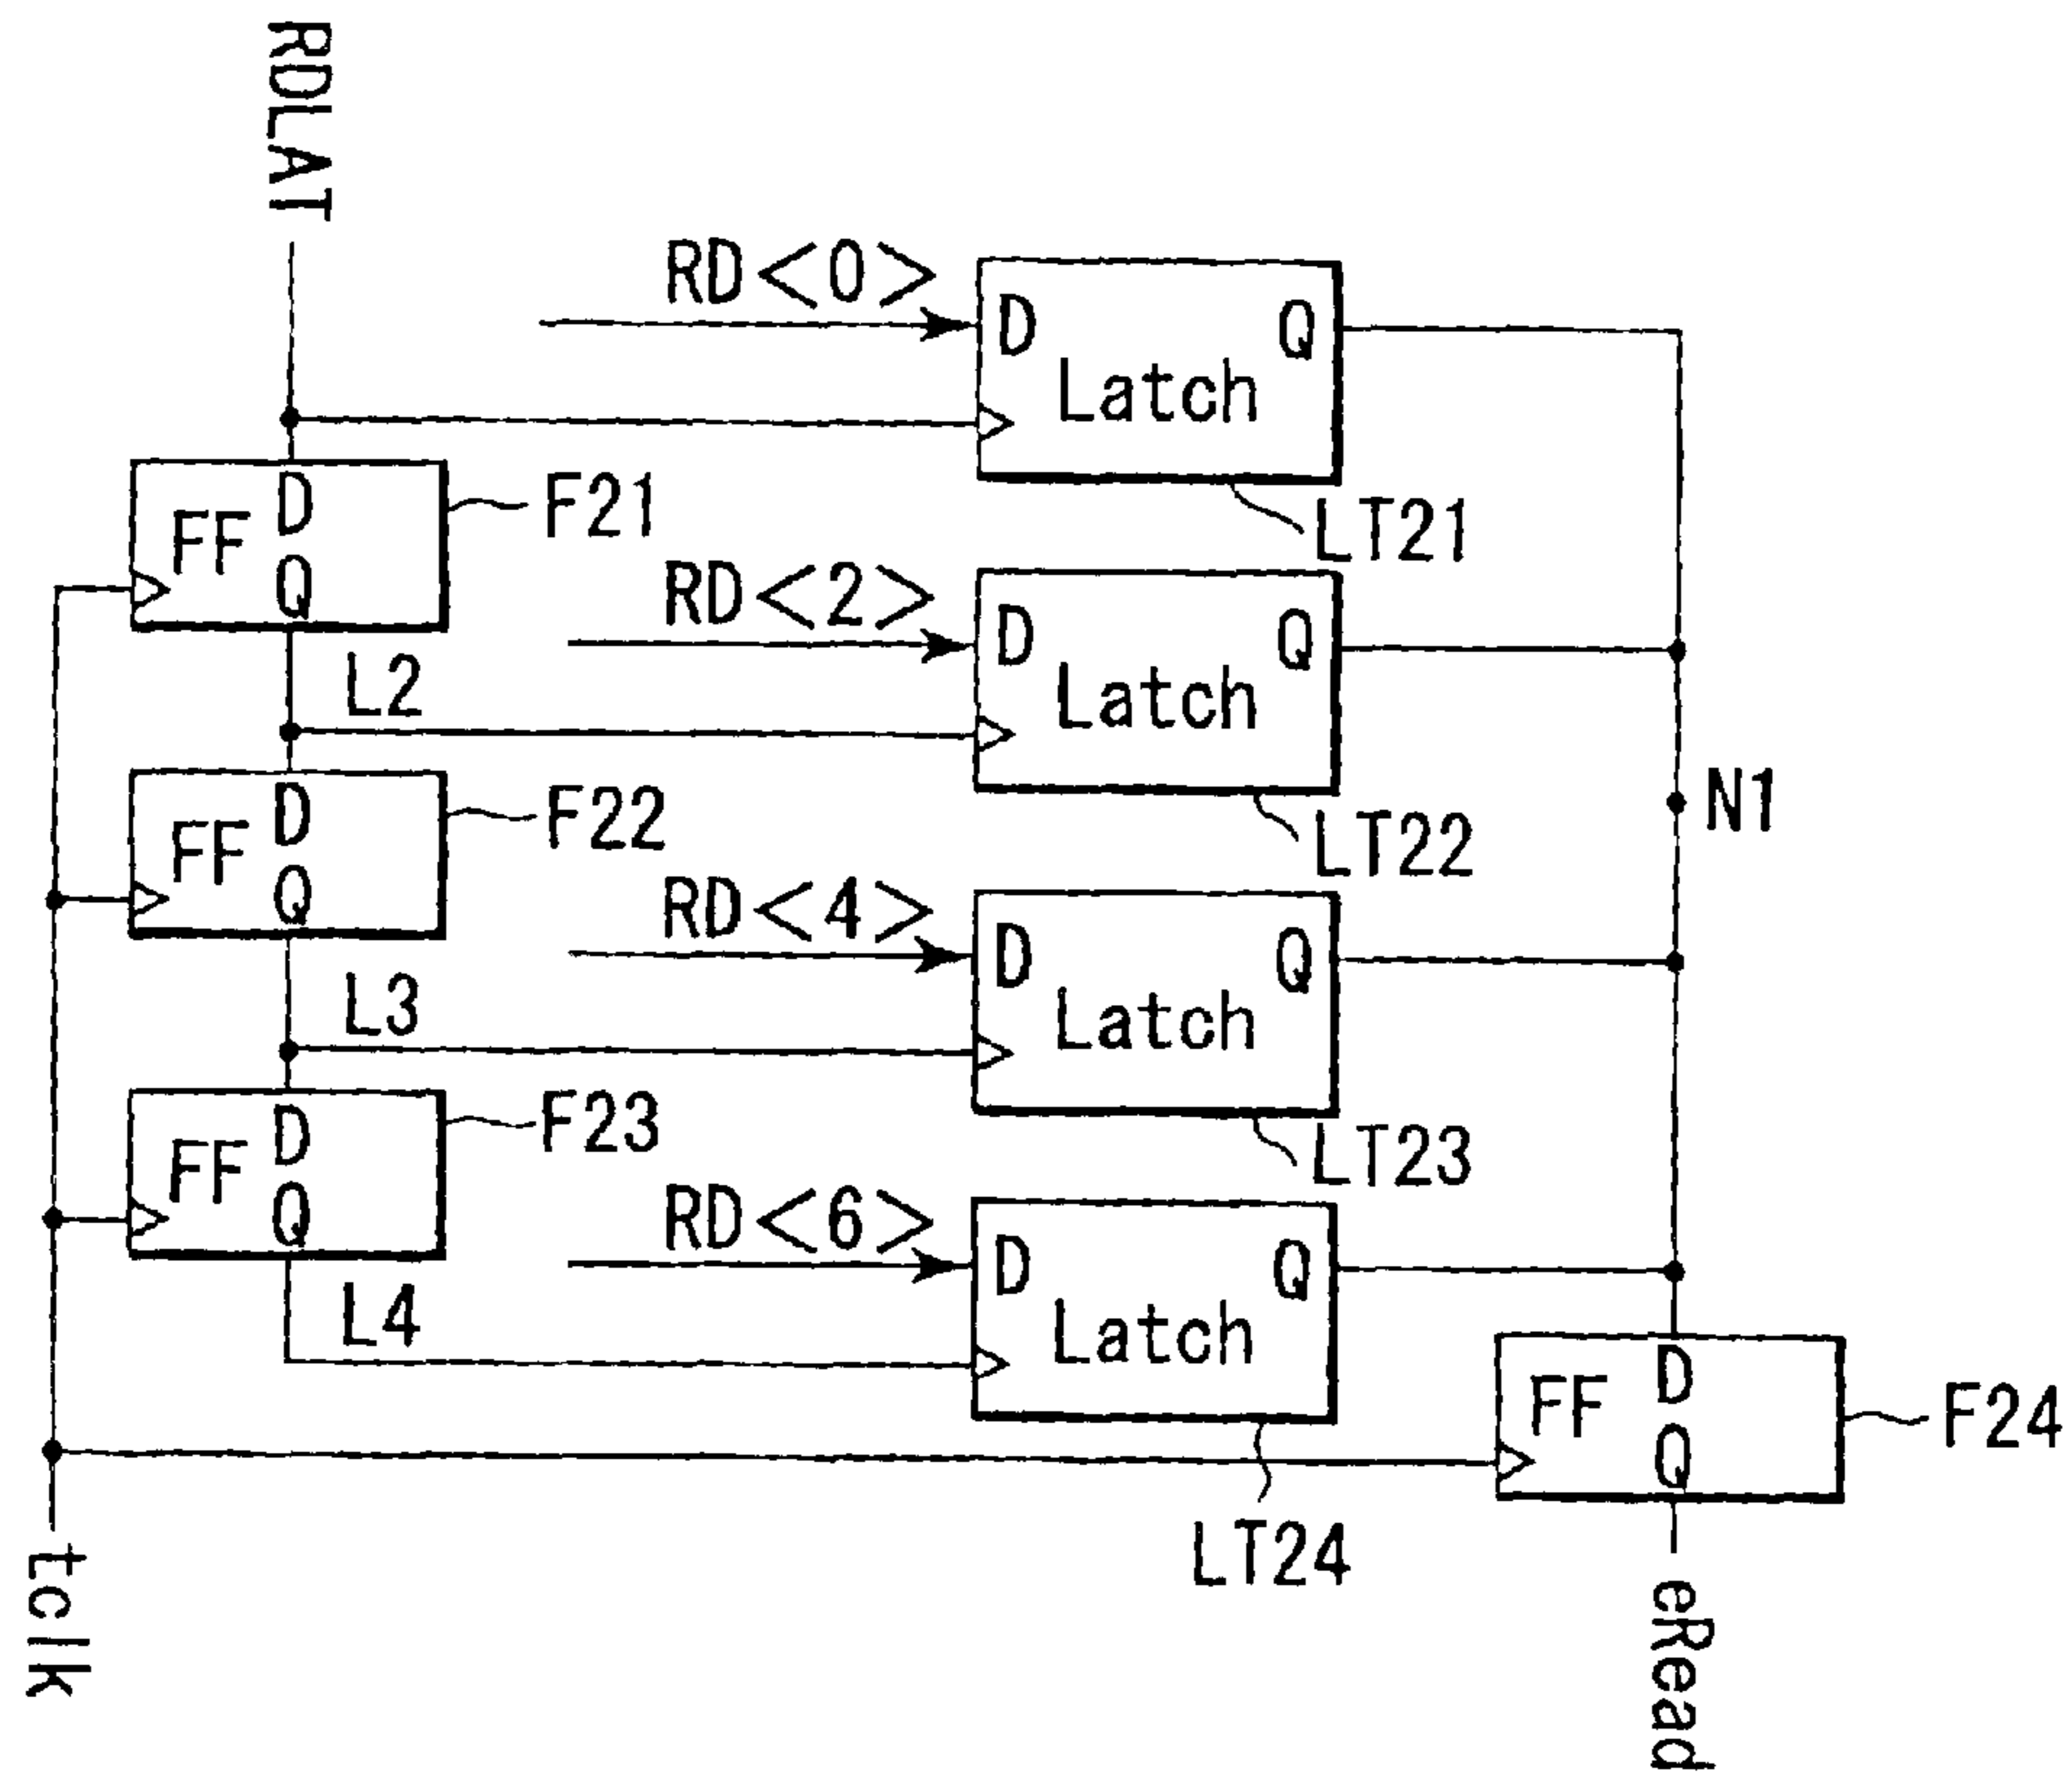 RDLAT
RD<0>
D
Q
Latch
LT21
D
FF
Q
F21
RD<2>
D
Q
Latch
LT22
L2
D
FF
Q
F22
N1
RD<4>
D
Q
Latch
LT23
L3
D
FF
Q
F23
RD<6>
D
Q
Latch
LT24
L4
D
FF
Q
F24
tclk
eRead